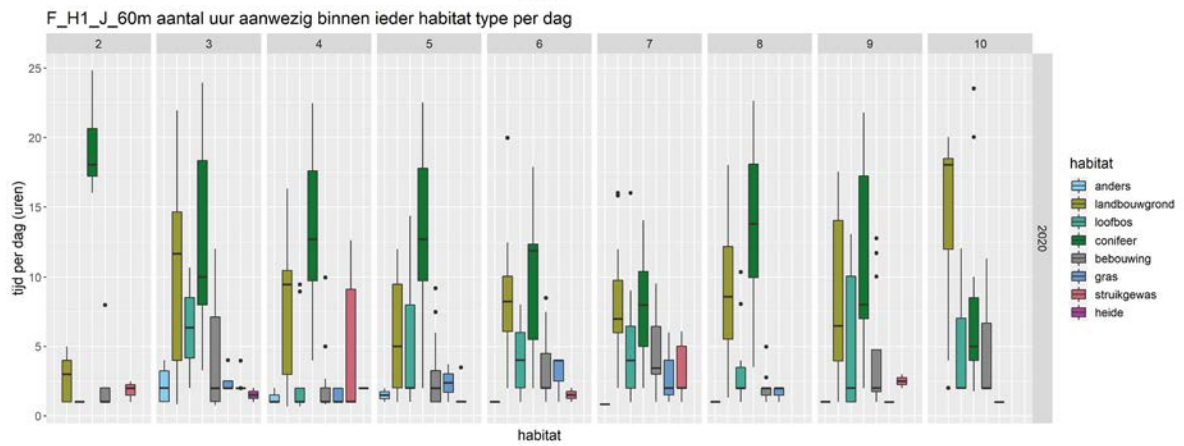 F_H1_J_60m aantal uur aanwezig binnen ieder habitat type per dag
2 3 4 5 6 7 8 9 10
25
20
15
10
5
0
tijd per dag (uren)
habitat
2020
habitat
anders
landbouwgrond
loofbos
conifeer
bebouwing
gras
struikgewas
heide